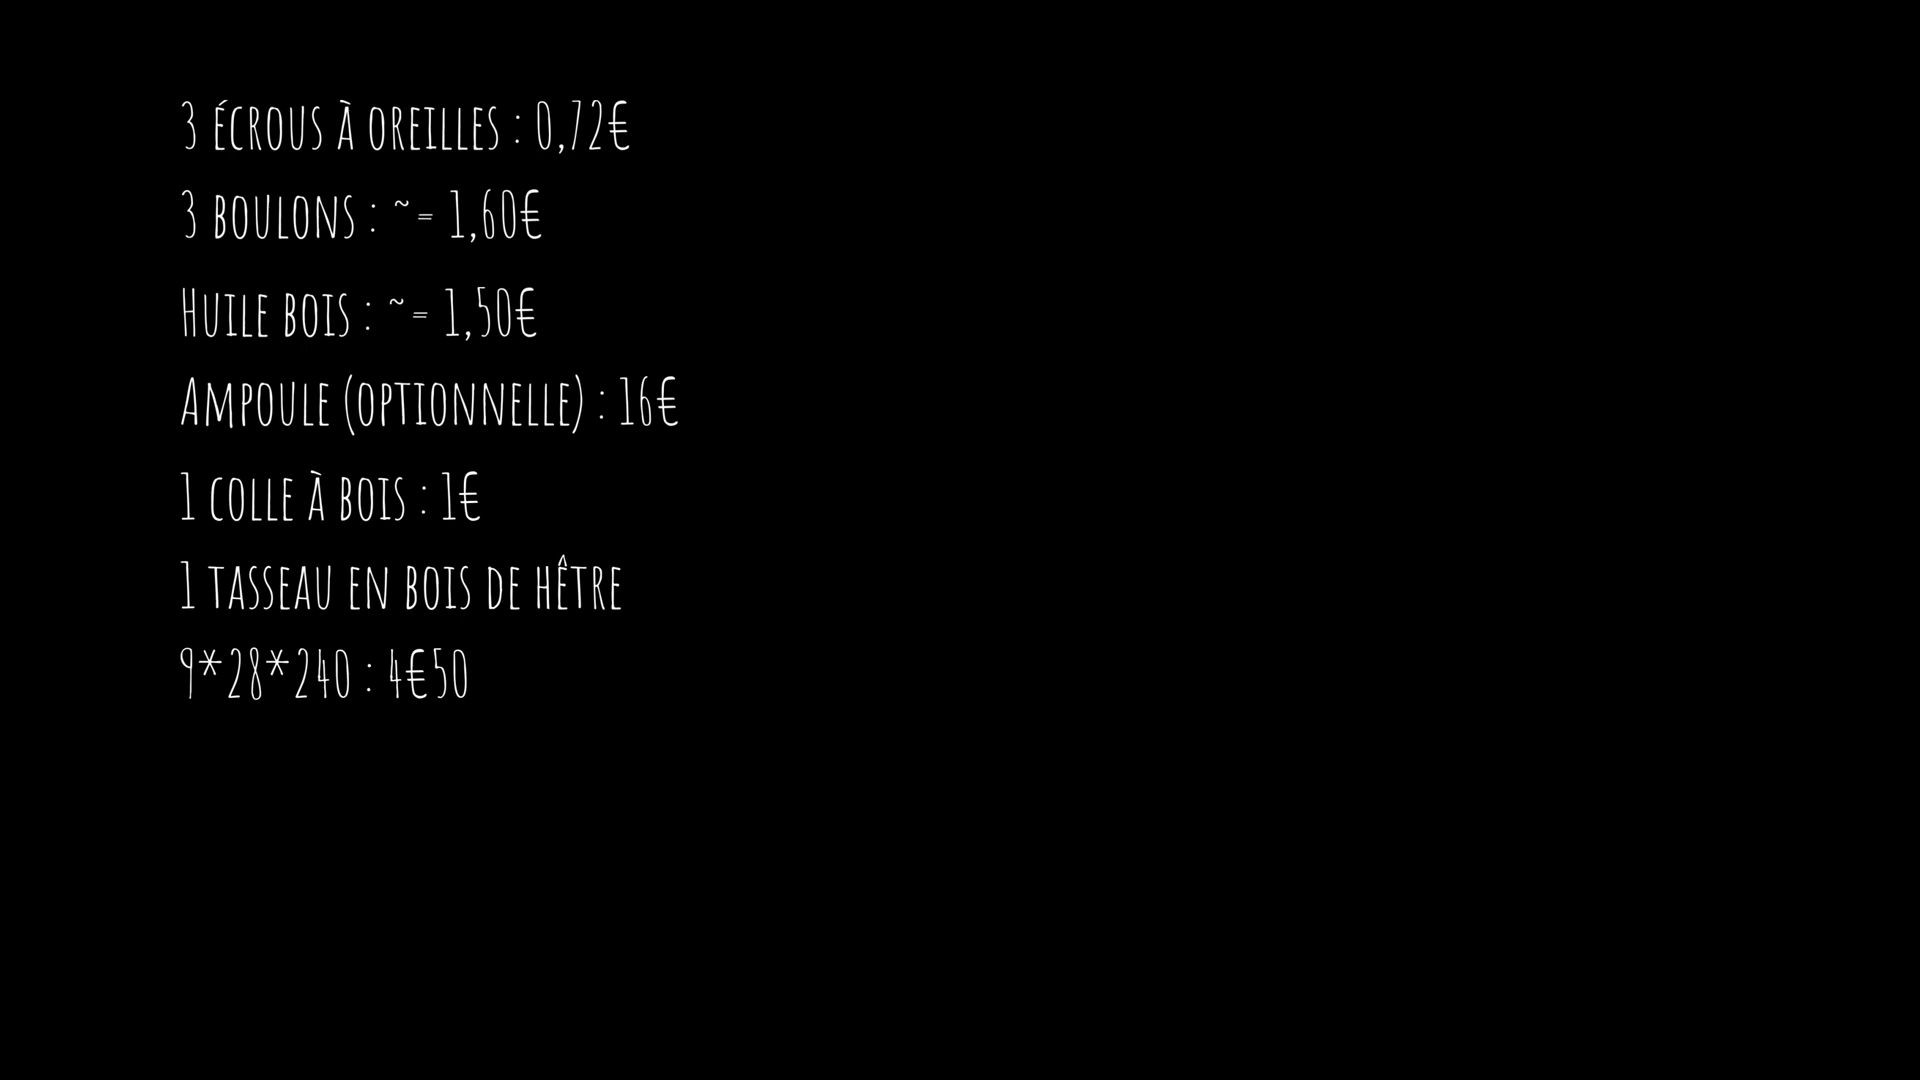 3 écrous à oreilles : 0,72€
3 boulons : ~= 1,60€
Huile bois : ~= 1,50€
Ampoule (optionnelle) : 16€
1 colle à bois : 1€
1 tasseau en bois de hêtre
9*28*240 : 4€50